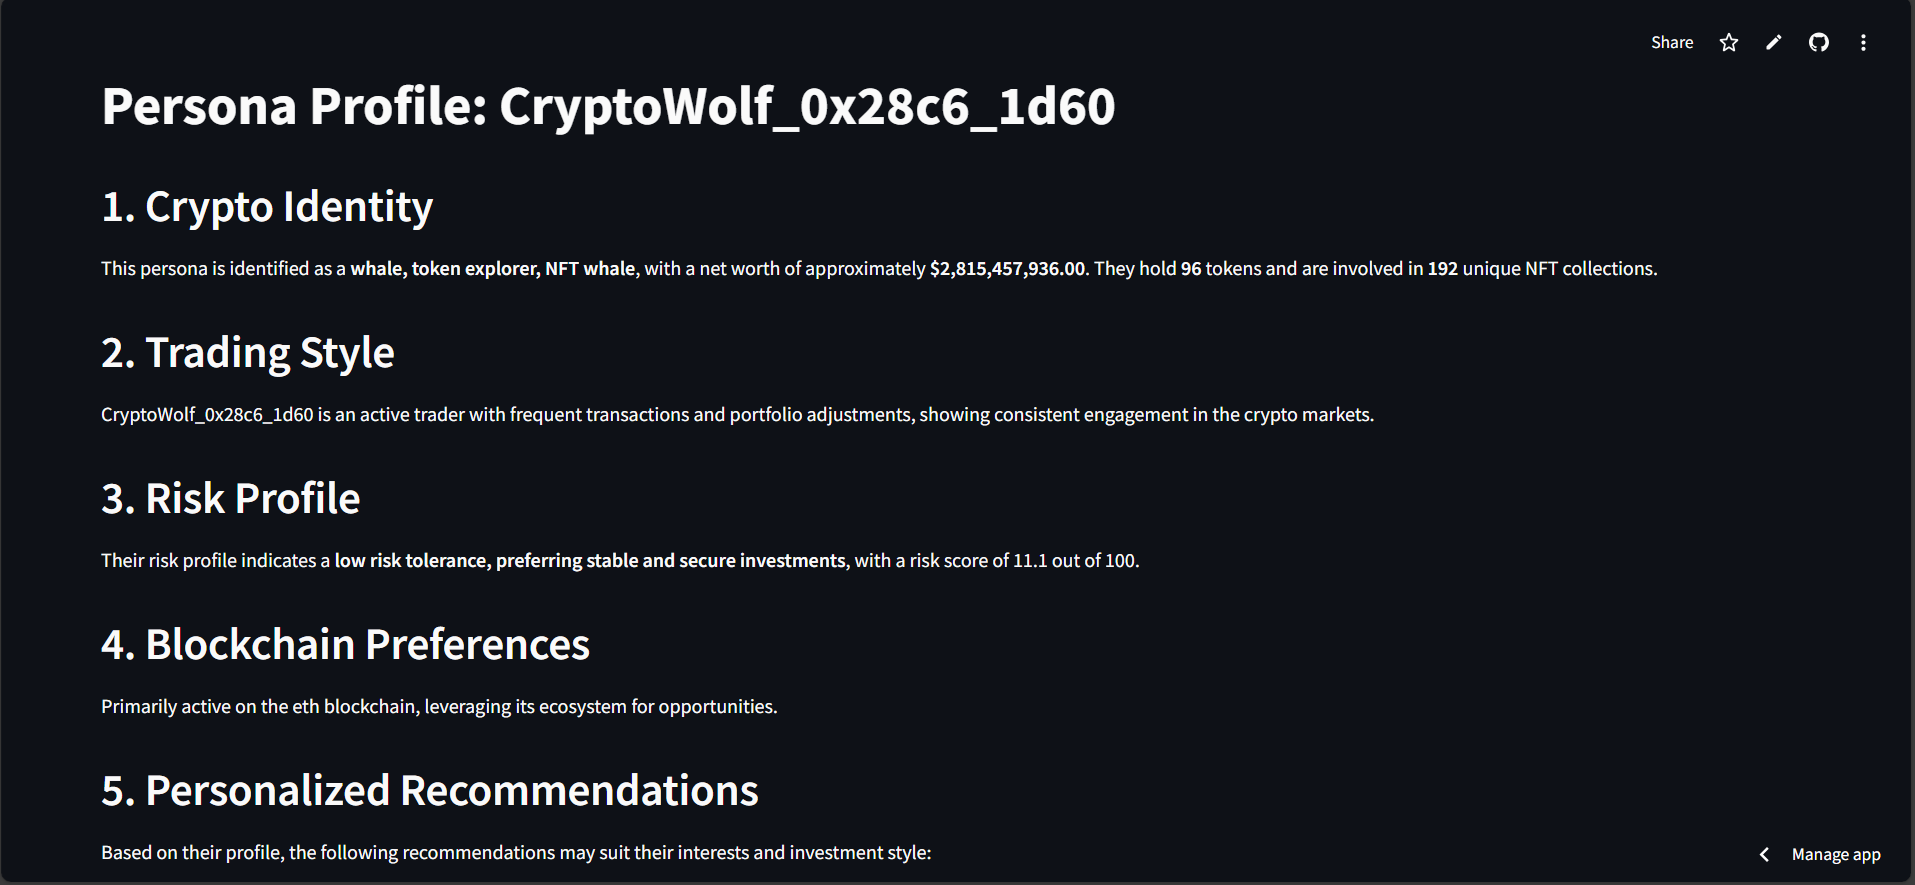 Share
Persona Profile: CryptoWolf_0x28c6_1d60
1. Crypto Identity
This persona is identified as a whale, token explorer, NFT whale, with a net worth of approximately $2,815,457,936.00. They hold 96 tokens and are involved in 192 unique NFT collections.
2. Trading Style
CryptoWolf_0x28c6_1d60 is an active trader with frequent transactions and portfolio adjustments, showing consistent engagement in the crypto markets.
3. Risk Profile
Their risk profile indicates a low risk tolerance, preferring stable and secure investments, with a risk score of 11.1 out of 100.
4. Blockchain Preferences
Primarily active on the eth blockchain, leveraging its ecosystem for opportunities.
5. Personalized Recommendations
Based on their profile, the following recommendations may suit their interests and investment style:
Manage app